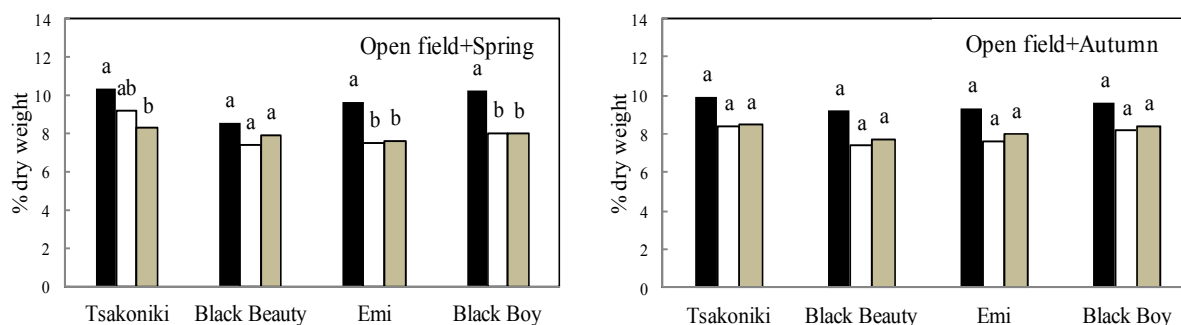 14
12
10
8
6
4
2
0
% dry weight
Open field+Spring
a ab b a a a a b b a b b
Tsakoniki Black Beauty Emi Black Boy
14
12
10
8
6
4
2
0
% dry weight
Open field+Autumn
a a a a a a a a a a a a
Tsakoniki Black Beauty Emi Black Boy